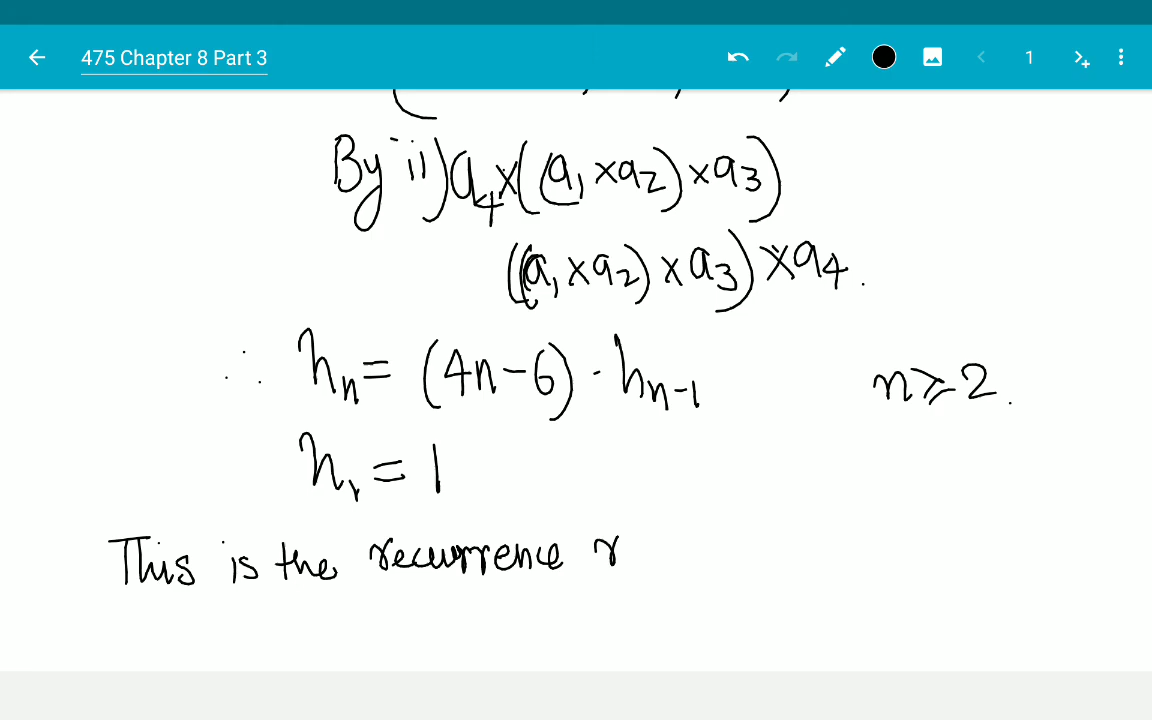 475 Chapter 8 Part 3
1
By ii) a₄×((a₁×a₂)×a₃)
((a₁×a₂)×a₃)×a₄.
∴ hₙ = (4n−6)·hₙ₋₁ n⩾2.
h₁ = 1
This is the recurrence r